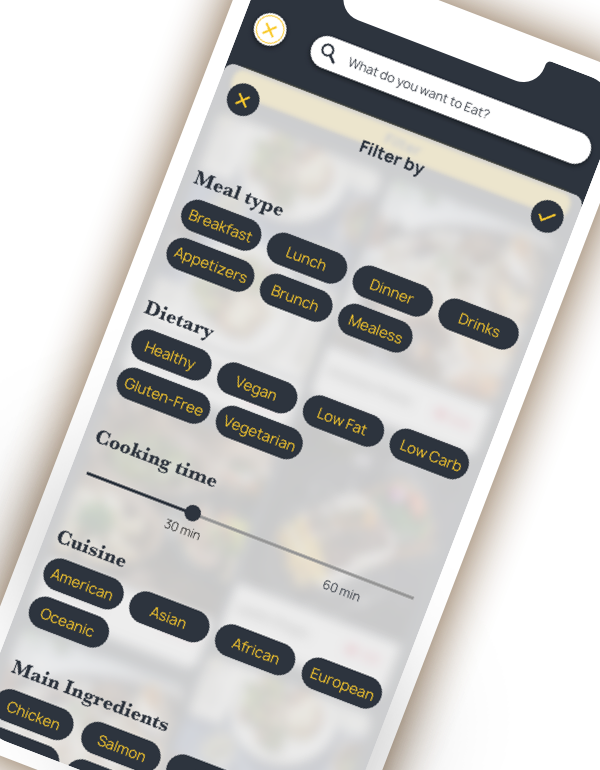 What do you want to Eat?
Filter by
Meal type
Breakfast Lunch Dinner Drinks
Appetizers Brunch Mealess
Dietary
Healthy Vegan Low Fat Low Carb
Gluten-Free Vegetarian
Cooking time
30 min 60 min
Cuisine
American Asian African European
Oceanic
Main Ingredients
Chicken Salmon